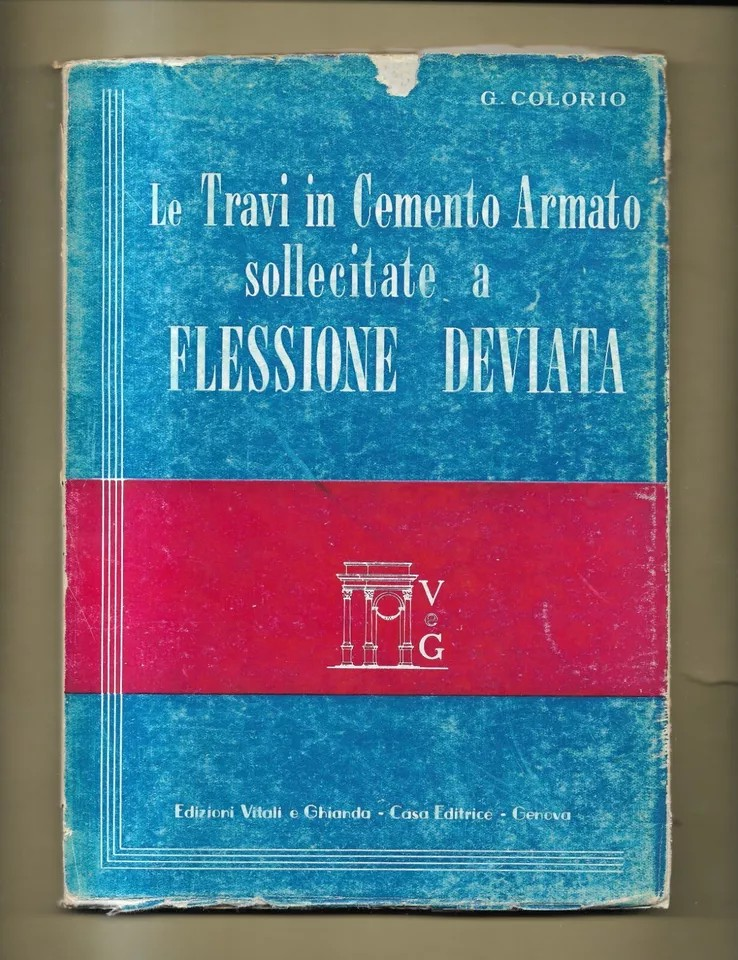 G. COLORIO
Le Travi in Cemento Armato
sollecitate a
FLESSIONE DEVIATA
V
e
G
Edizioni Vitali e Ghianda - Casa Editrice - Genova